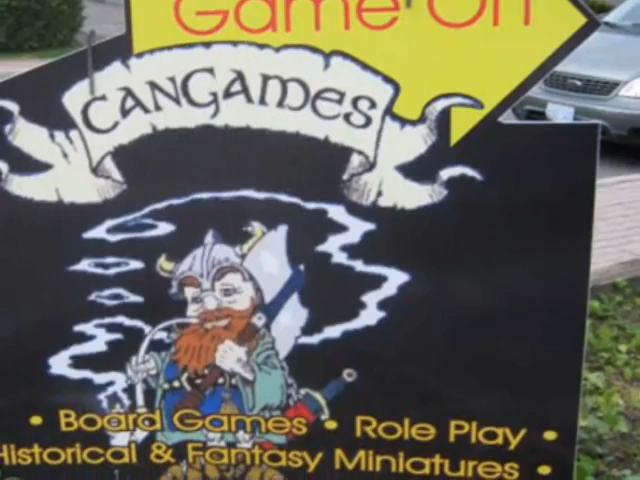 Game On
CANGAMES
• Board Games • Role Play •
Historical & Fantasy Miniatures •